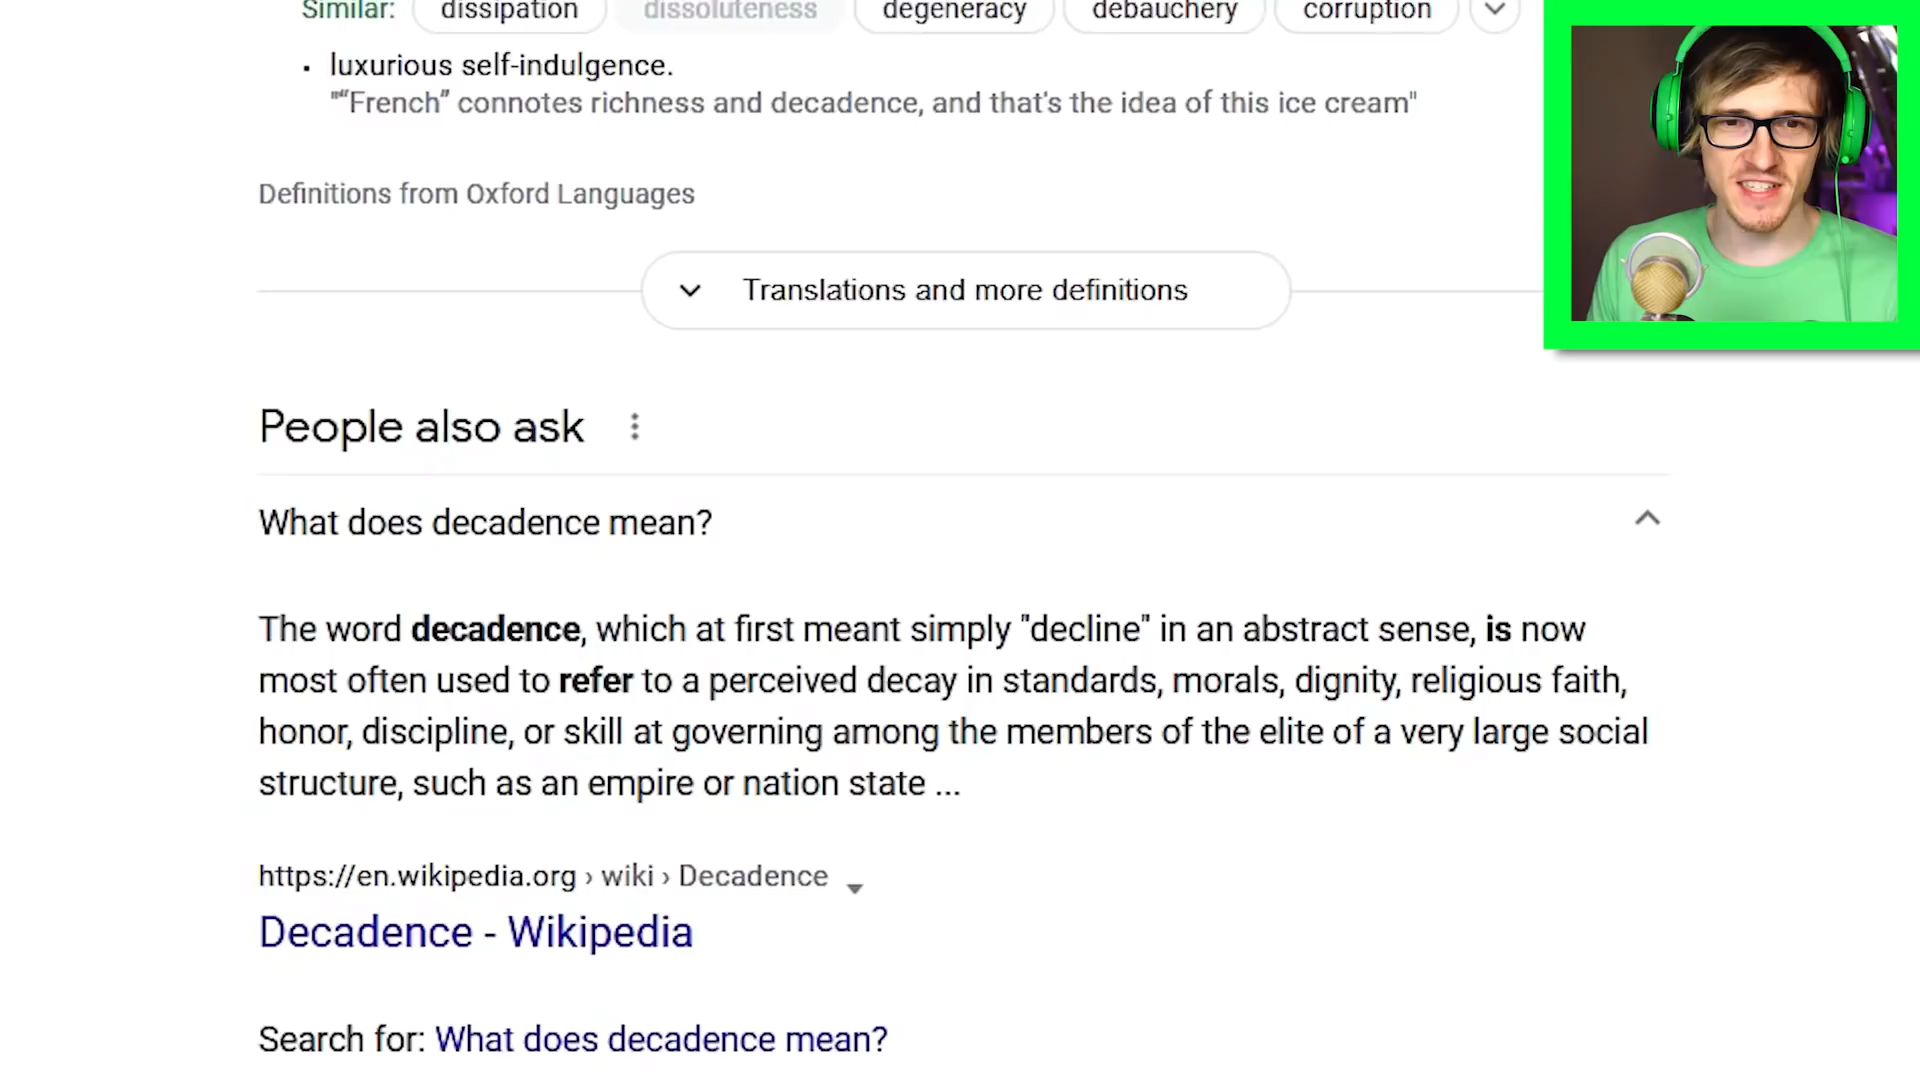 Similar: dissipation dissoluteness degeneracy debauchery corruption
• luxurious self-indulgence.
"“French” connotes richness and decadence, and that's the idea of this ice cream"
Definitions from Oxford Languages
Translations and more definitions
People also ask
What does decadence mean?
The word decadence, which at first meant simply "decline" in an abstract sense, is now
most often used to refer to a perceived decay in standards, morals, dignity, religious faith,
honor, discipline, or skill at governing among the members of the elite of a very large social
structure, such as an empire or nation state ...
https://en.wikipedia.org › wiki › Decadence
Decadence - Wikipedia
Search for: What does decadence mean?